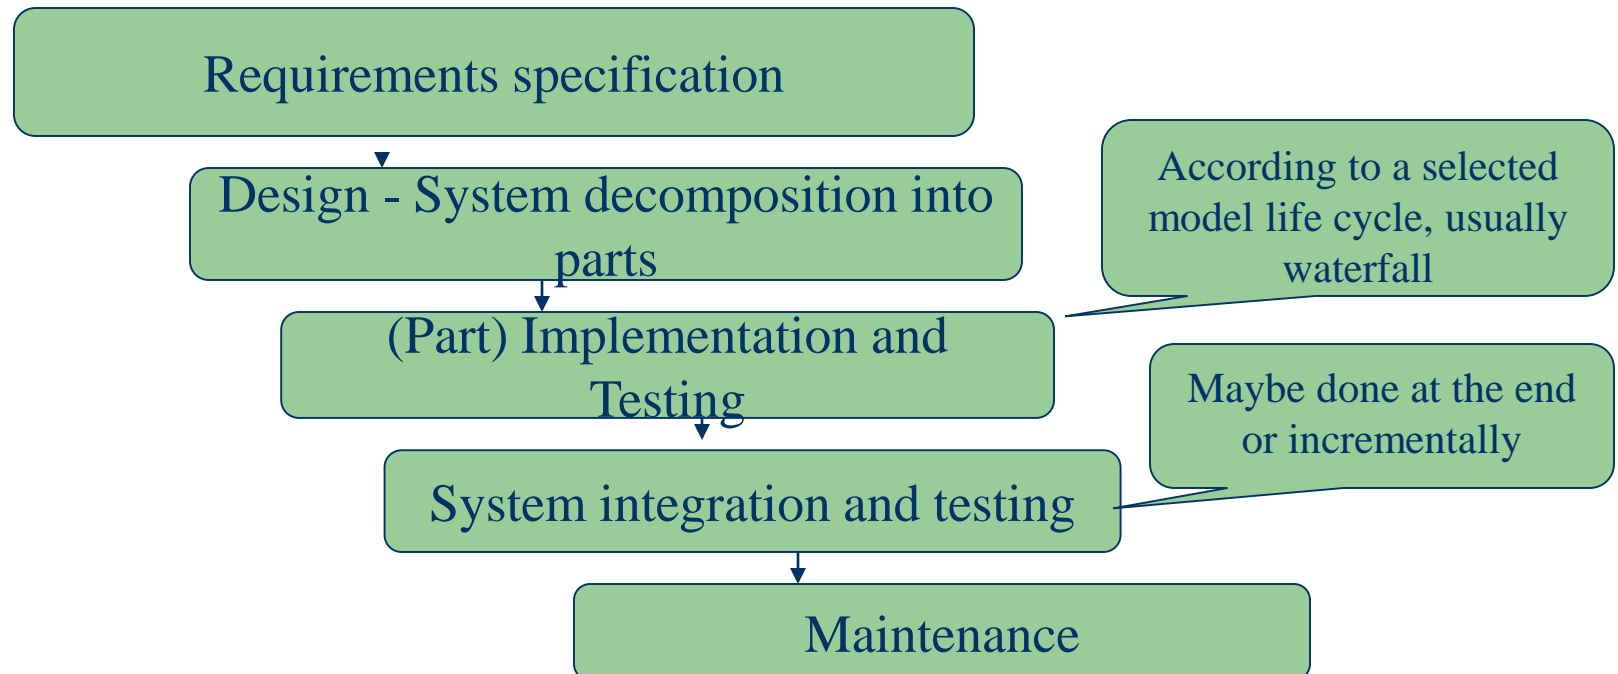 Requirements specification
Design - System decomposition into
parts
(Part) Implementation and
Testing
System integration and testing
Maintenance
According to a selected
model life cycle, usually
waterfall
Maybe done at the end
or incrementally